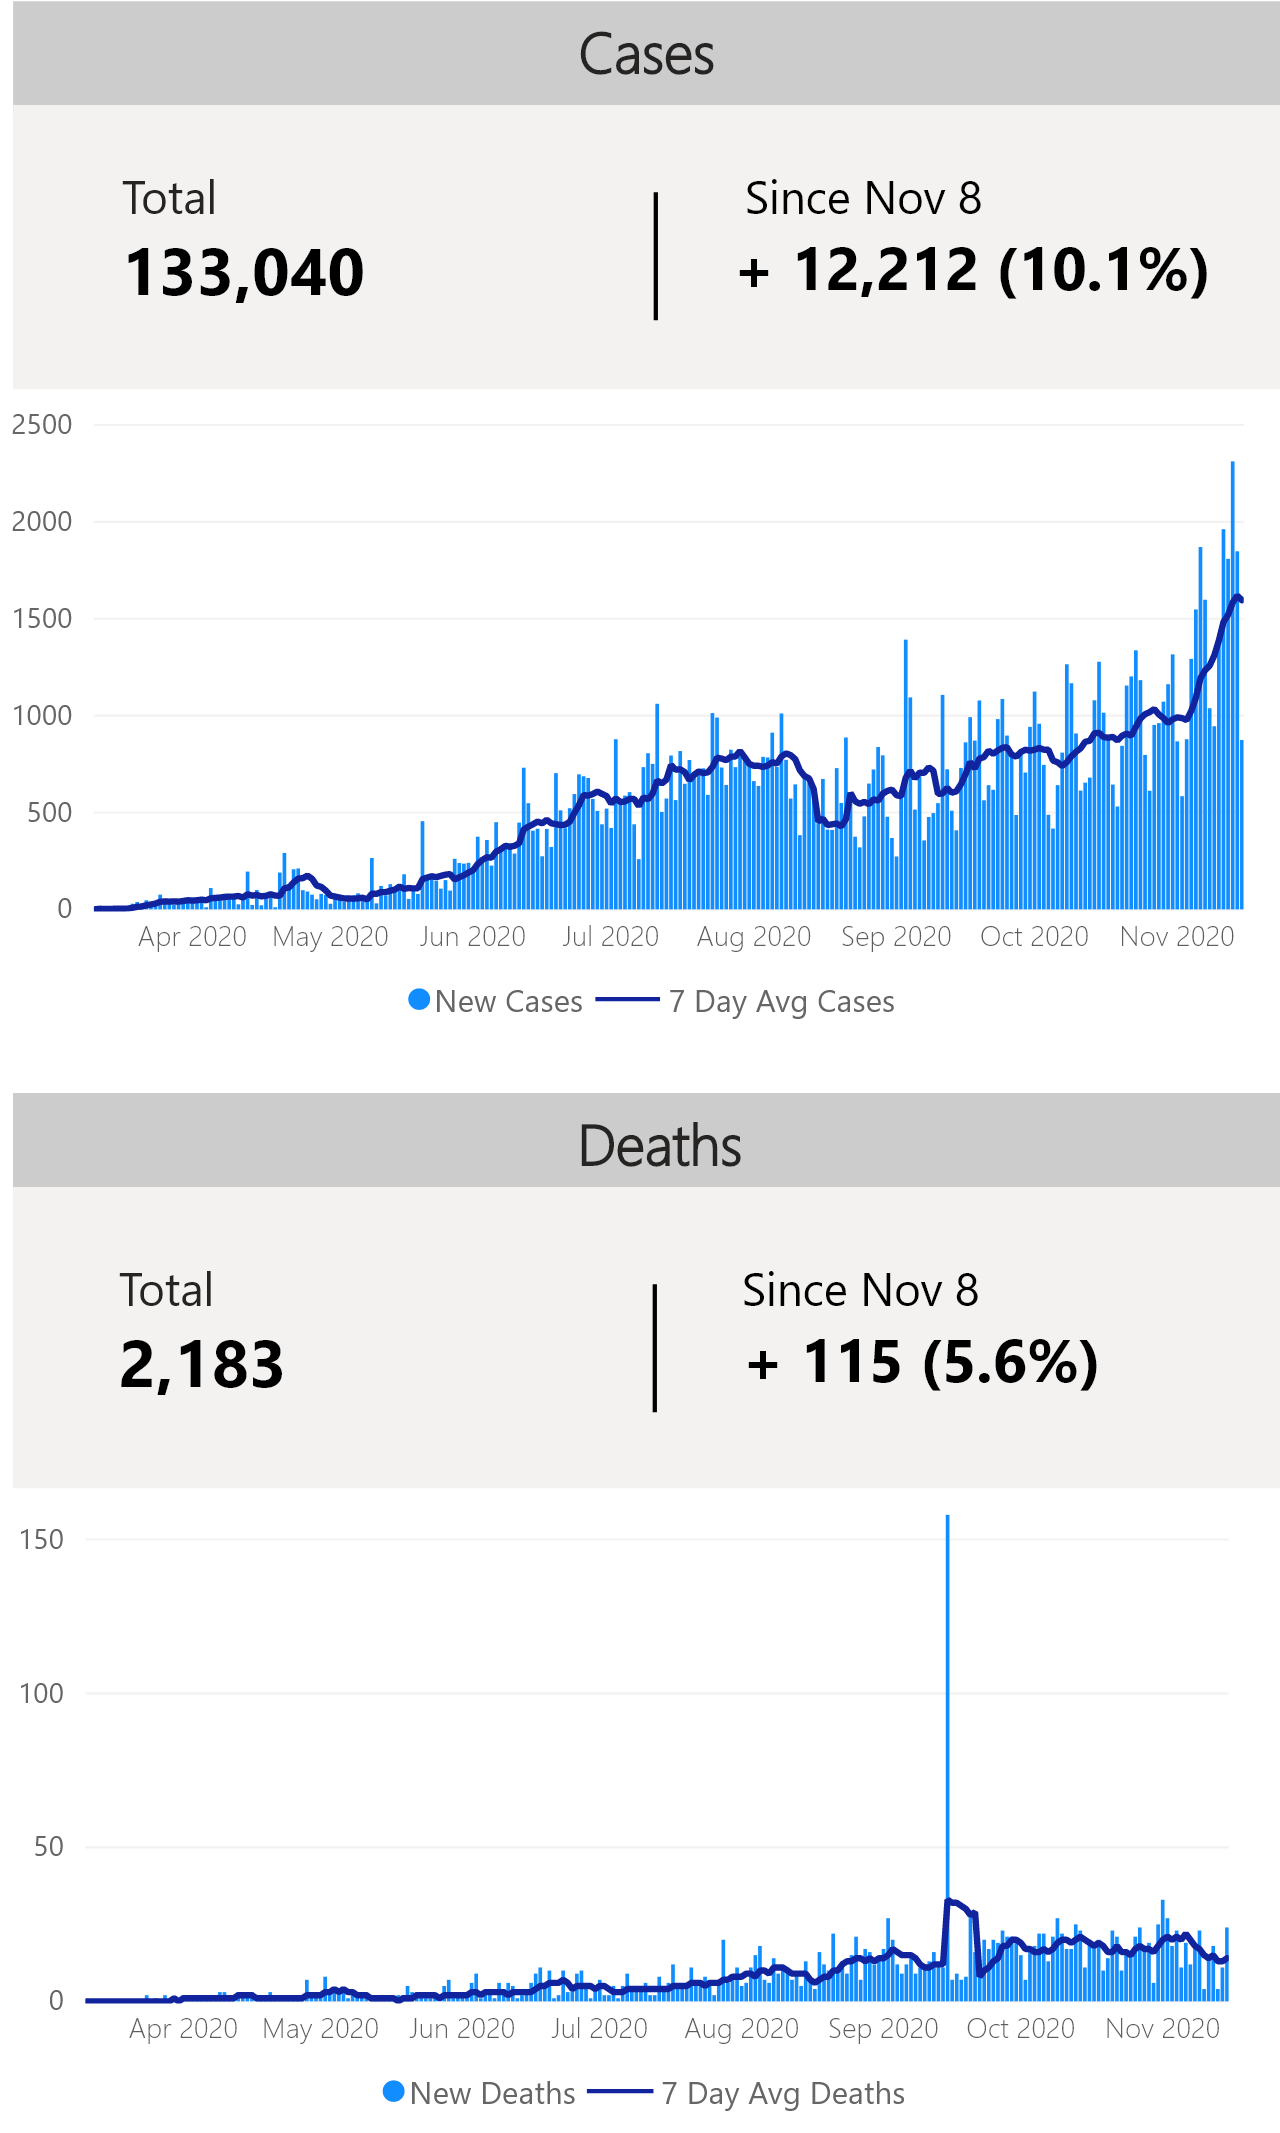 Cases
Total
133,040
Since Nov 8
+ 12,212 (10.1%)
2500
2000
1500
1000
500
0
Apr 2020 May 2020 Jun 2020 Jul 2020 Aug 2020 Sep 2020 Oct 2020 Nov 2020
New Cases 7 Day Avg Cases
Deaths
Total
2,183
Since Nov 8
+ 115 (5.6%)
150
100
50
0
Apr 2020 May 2020 Jun 2020 Jul 2020 Aug 2020 Sep 2020 Oct 2020 Nov 2020
New Deaths 7 Day Avg Deaths